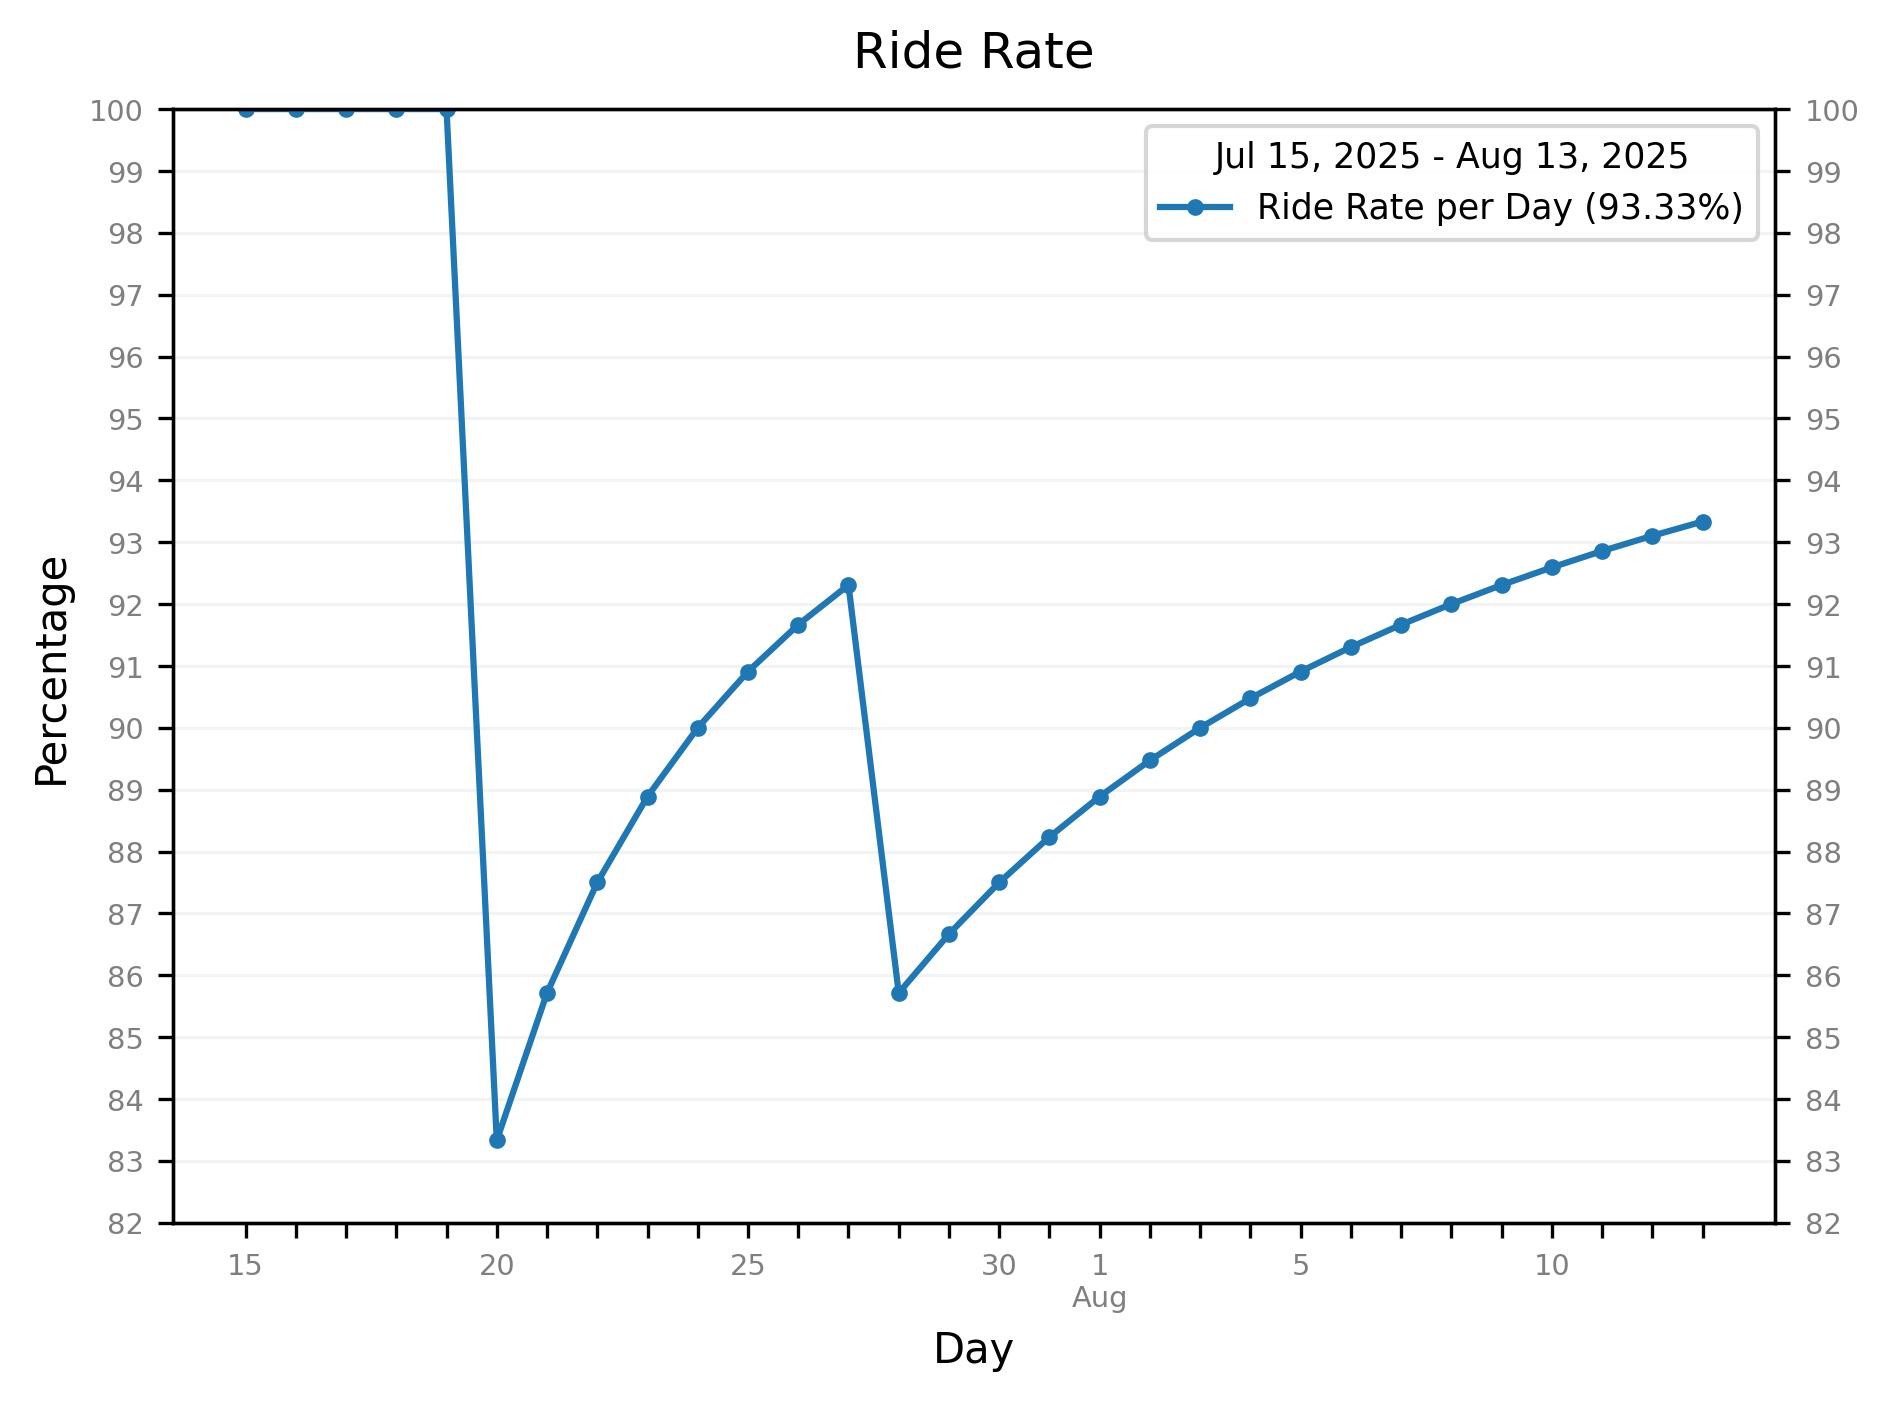 Ride Rate
Jul 15, 2025 - Aug 13, 2025
Ride Rate per Day (93.33%)
Percentage
100 100
99 99
98 98
97 97
96 96
95 95
94 94
93 93
92 92
91 91
90 90
89 89
88 88
87 87
86 86
85 85
84 84
83 83
82 82
15 20 25 30 1 5 10
Aug
Day